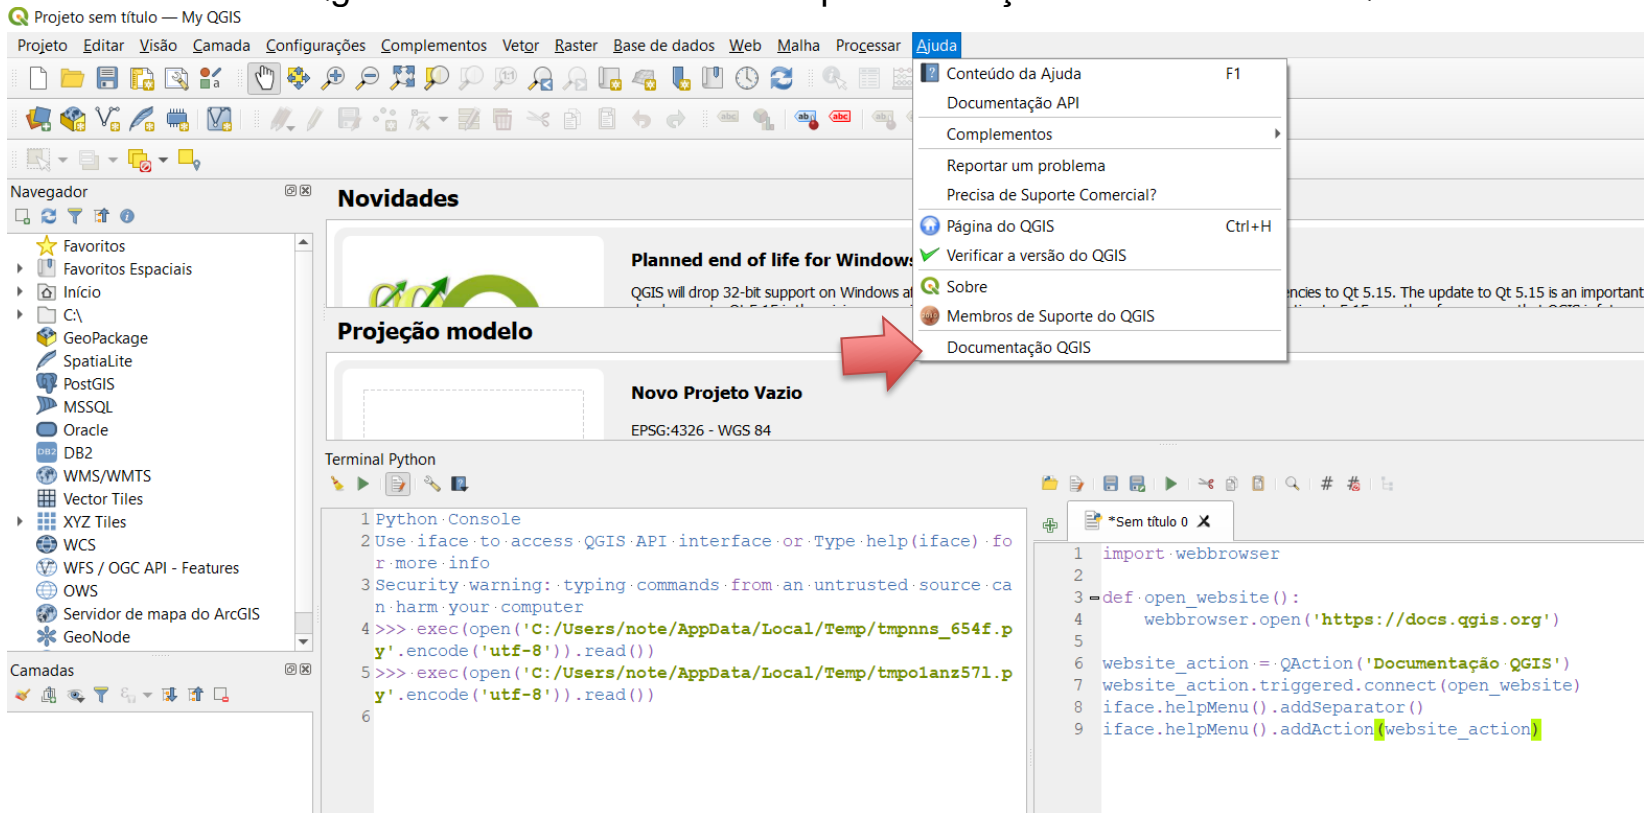 Projeto sem título — My QGIS
Projeto Editar Visão Camada Configurações Complementos Vetor Raster Base de dados Web Malha Processar Ajuda
Conteúdo da Ajuda F1
Documentação API
Complementos
Reportar um problema
Precisa de Suporte Comercial?
Página do QGIS Ctrl+H
Verificar a versão do QGIS
Sobre
Membros de Suporte do QGIS
Documentação QGIS
Navegador
Favoritos
Favoritos Espaciais
Início
C:\
GeoPackage
SpatiaLite
PostGIS
MSSQL
Oracle
DB2
WMS/WMTS
Vector Tiles
XYZ Tiles
WCS
WFS / OGC API - Features
OWS
Servidor de mapa do ArcGIS
GeoNode
Camadas
Novidades
Planned end of life for Window
QGIS will drop 32-bit support on Windows a
ncies to Qt 5.15. The update to Qt 5.15 is an important
Projeção modelo
Novo Projeto Vazio
EPSG:4326 - WGS 84
Terminal Python
1 Python Console
2 Use iface to access QGIS API interface or Type help(iface) fo
r more info
3 Security warning: typing commands from an untrusted source ca
n harm your computer
4 >>> exec(open('C:/Users/note/AppData/Local/Temp/tmpnns_654f.p
y'.encode('utf-8')).read())
5 >>> exec(open('C:/Users/note/AppData/Local/Temp/tmpo1anz57l.p
y'.encode('utf-8')).read())
6
*Sem título 0
1 import webbrowser
2
3 def open_website():
4 webbrowser.open('https://docs.qgis.org')
5
6 website_action = QAction('Documentação QGIS')
7 website_action.triggered.connect(open_website)
8 iface.helpMenu().addSeparator()
9 iface.helpMenu().addAction(website_action)